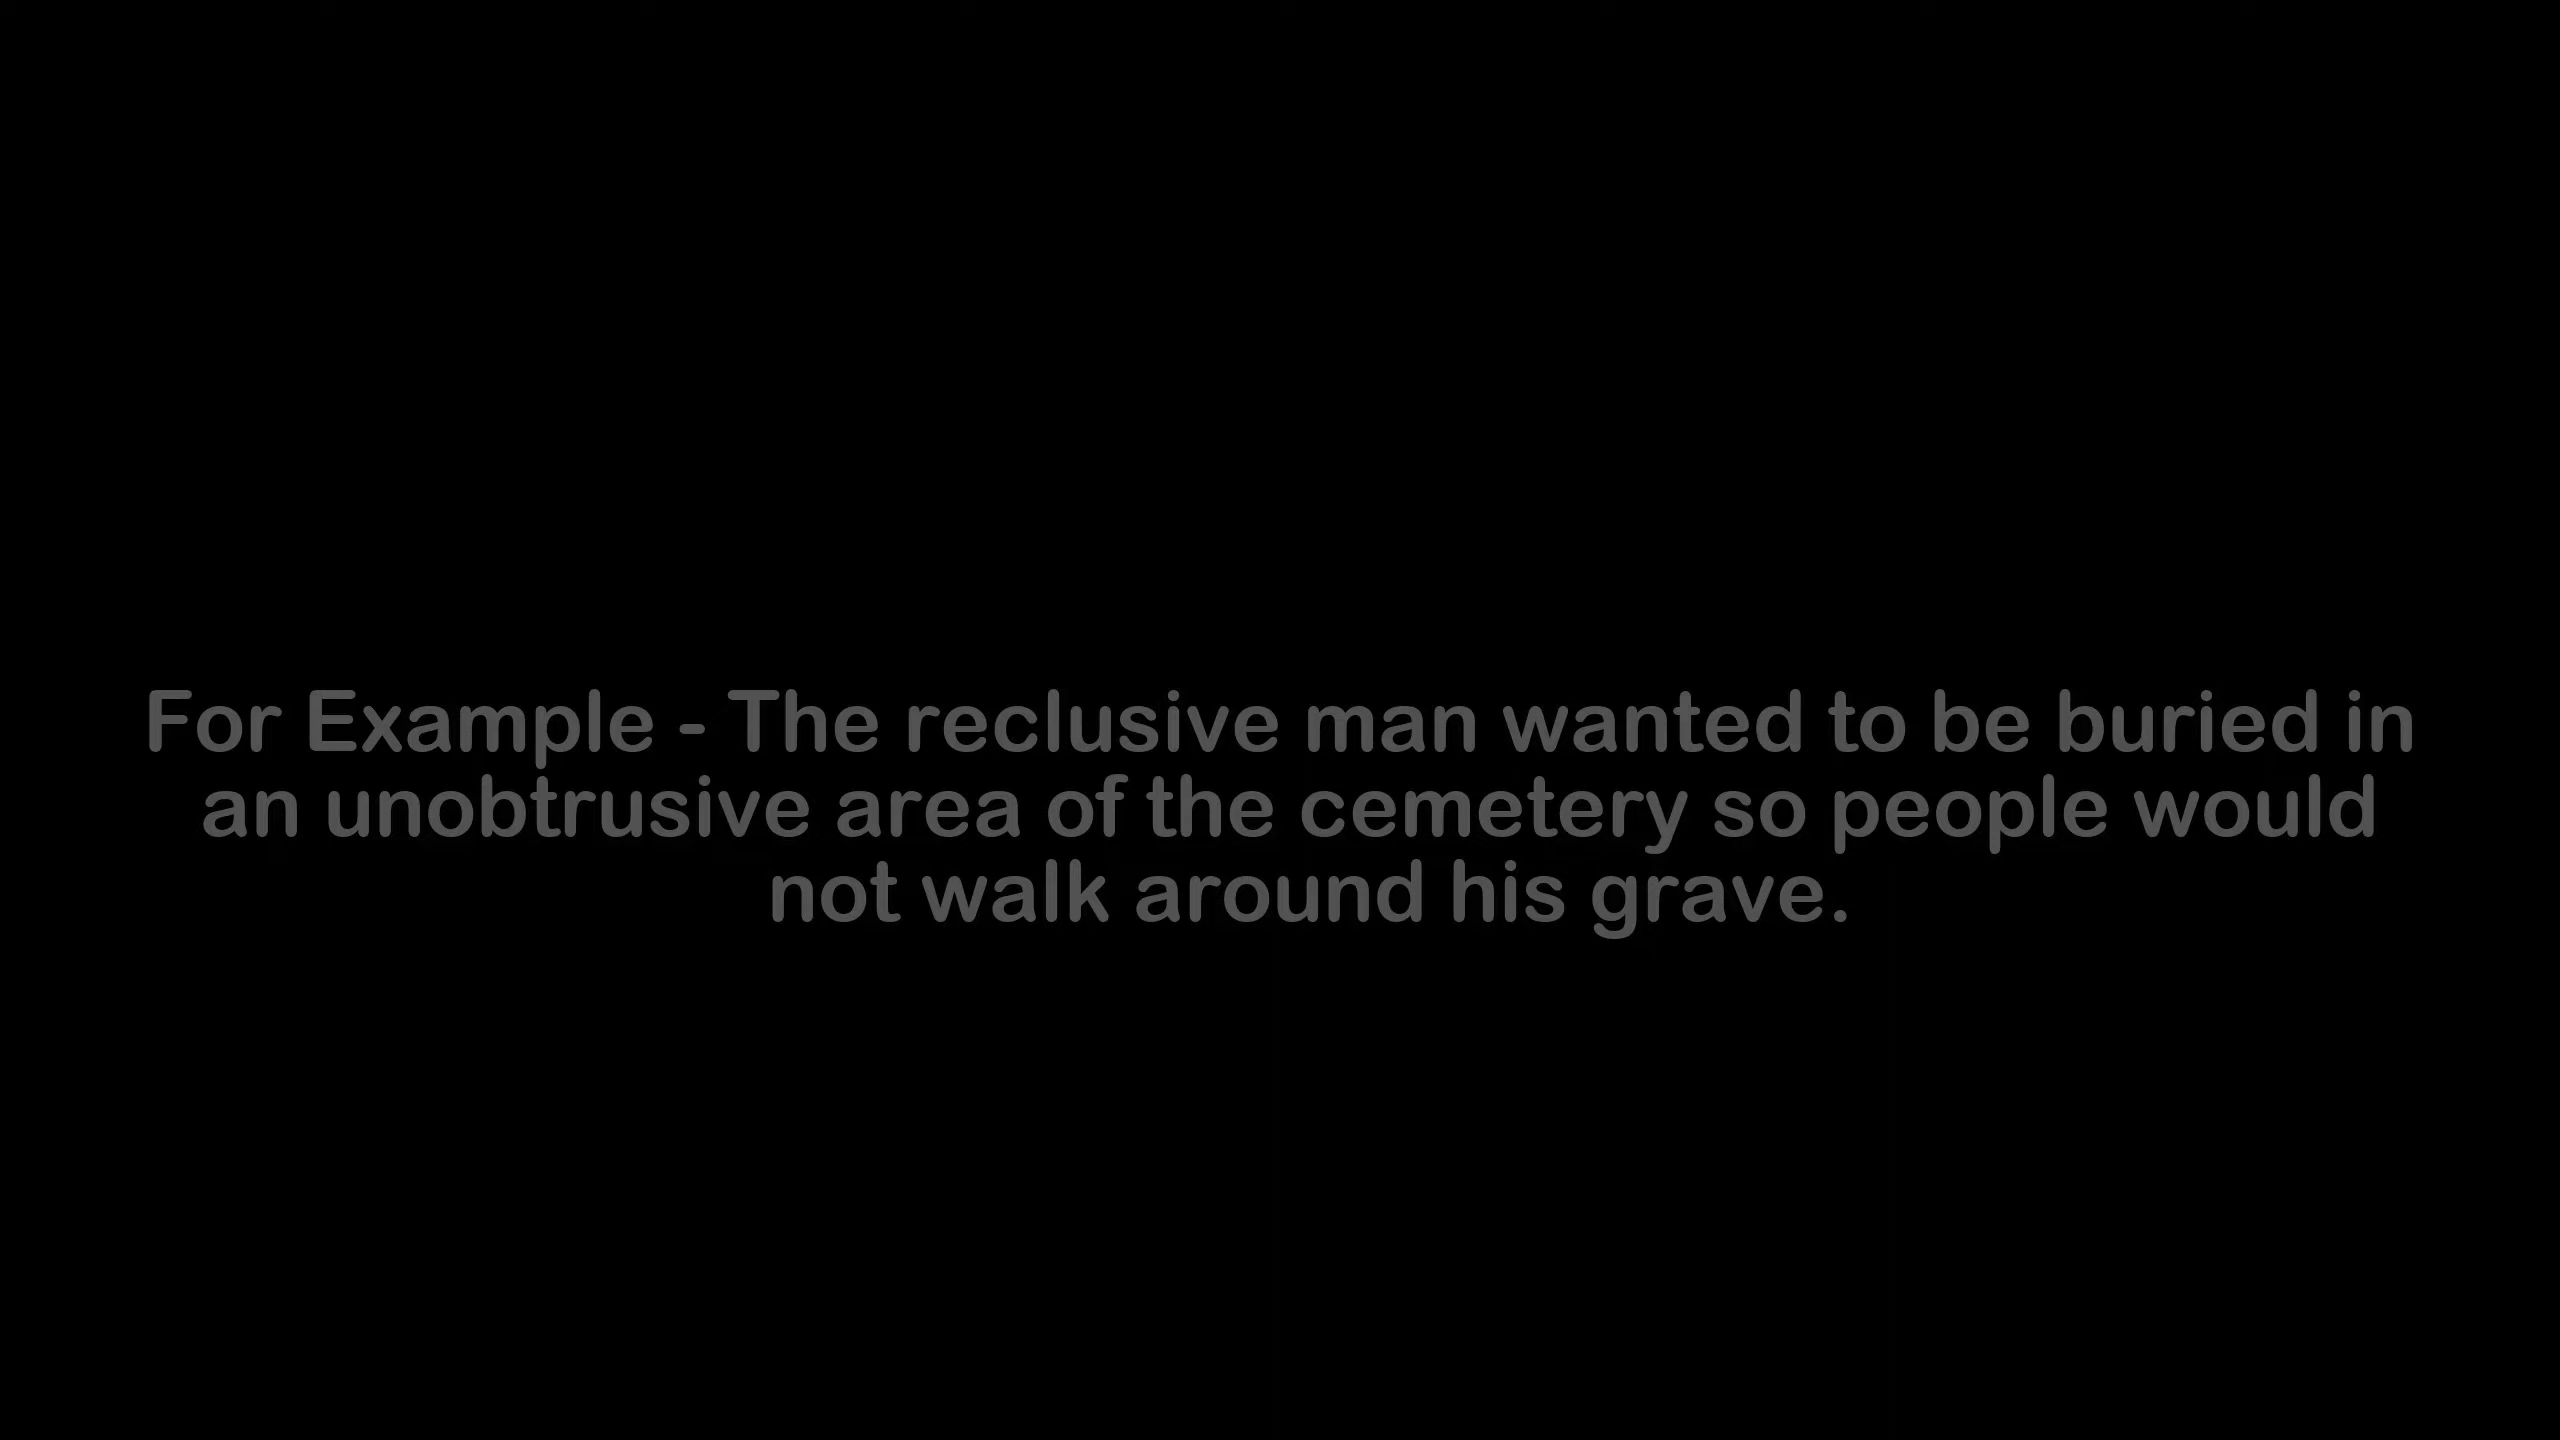 For Example - The reclusive man wanted to be buried in
an unobtrusive area of the cemetery so people would
not walk around his grave.